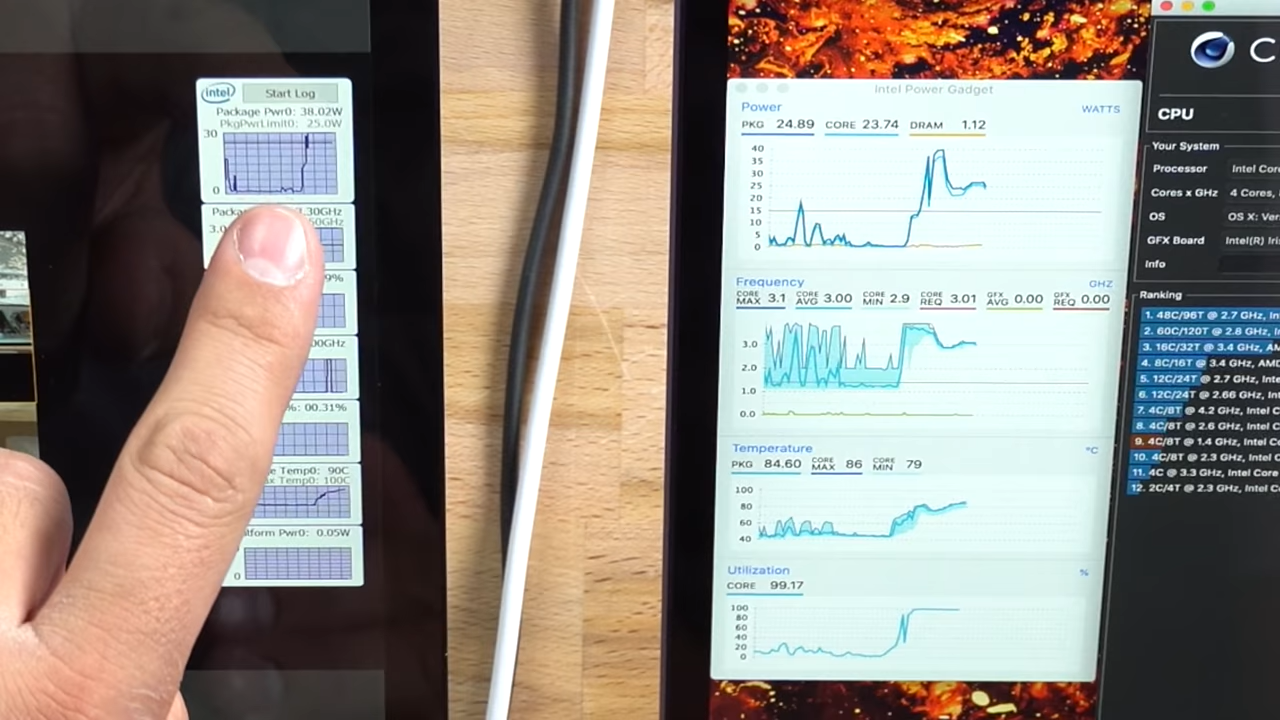 intel Start Log
Package Pwr0: 38.02W
PkgPwrLimit0: 25.0W
30
0
.30GHz
3.0
9%
00GHz
%: 00.31%
e Temp0: 90C
x Temp0: 100C
tform Pwr0: 0.05W
0
Intel Power Gadget
Power WATTS
PKG 24.89 CORE 23.74 DRAM 1.12
40
35
30
25
20
15
10
5
0
Frequency GHZ
CORE MAX 3.1 CORE AVG 3.00 CORE MIN 2.9 CORE REQ 3.01 GFX AVG 0.00 GFX REQ 0.00
3.0
2.0
1.0
0.0
Temperature °C
PKG 84.60 CORE MAX 86 CORE MIN 79
100
80
60
40
Utilization %
CORE 99.17
100
80
60
40
20
0
C
CPU
Your System
Processor Intel Core
Cores x GHz 4 Cores,
OS OS X: Ver
GFX Board Intel(R) Iri
Info
Ranking
1. 48C/96T @ 2.7 GHz, In
2. 60C/120T @ 2.8 GHz, In
3. 16C/32T @ 3.4 GHz, AM
4. 8C/16T @ 3.4 GHz, AMD
5. 12C/24T @ 2.7 GHz, Int
6. 12C/24T @ 2.66 GHz, Int
7. 4C/8T @ 4.2 GHz, Intel
8. 4C/8T @ 2.6 GHz, Intel C
9. 4C/8T @ 1.4 GHz, Intel C
10. 4C/8T @ 2.3 GHz, Intel
11. 4C @ 3.3 GHz, Intel Core
12. 2C/4T @ 2.3 GHz, Intel